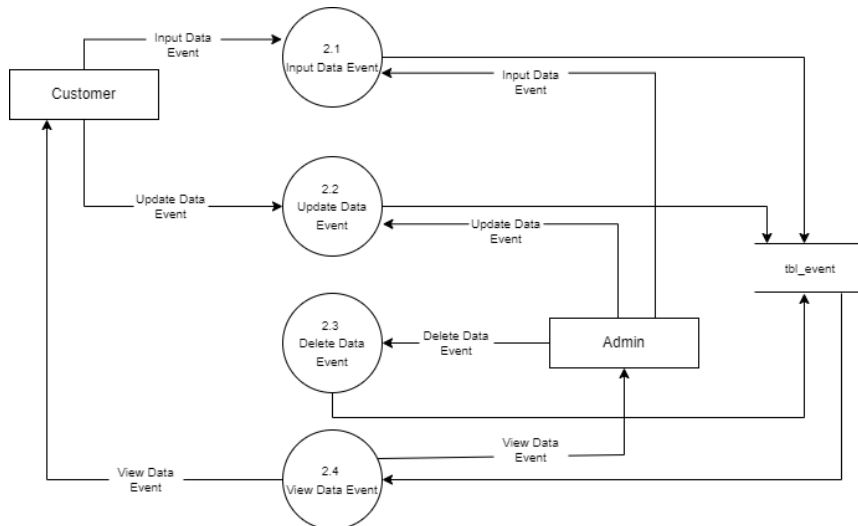 Input Data
Event
2.1
Input Data Event
Input Data
Event
Customer
Update Data
Event
2.2
Update Data
Event
Update Data
Event
tbl_event
2.3
Delete Data
Event
Delete Data
Event
Admin
View Data
Event
2.4
View Data Event
View Data
Event